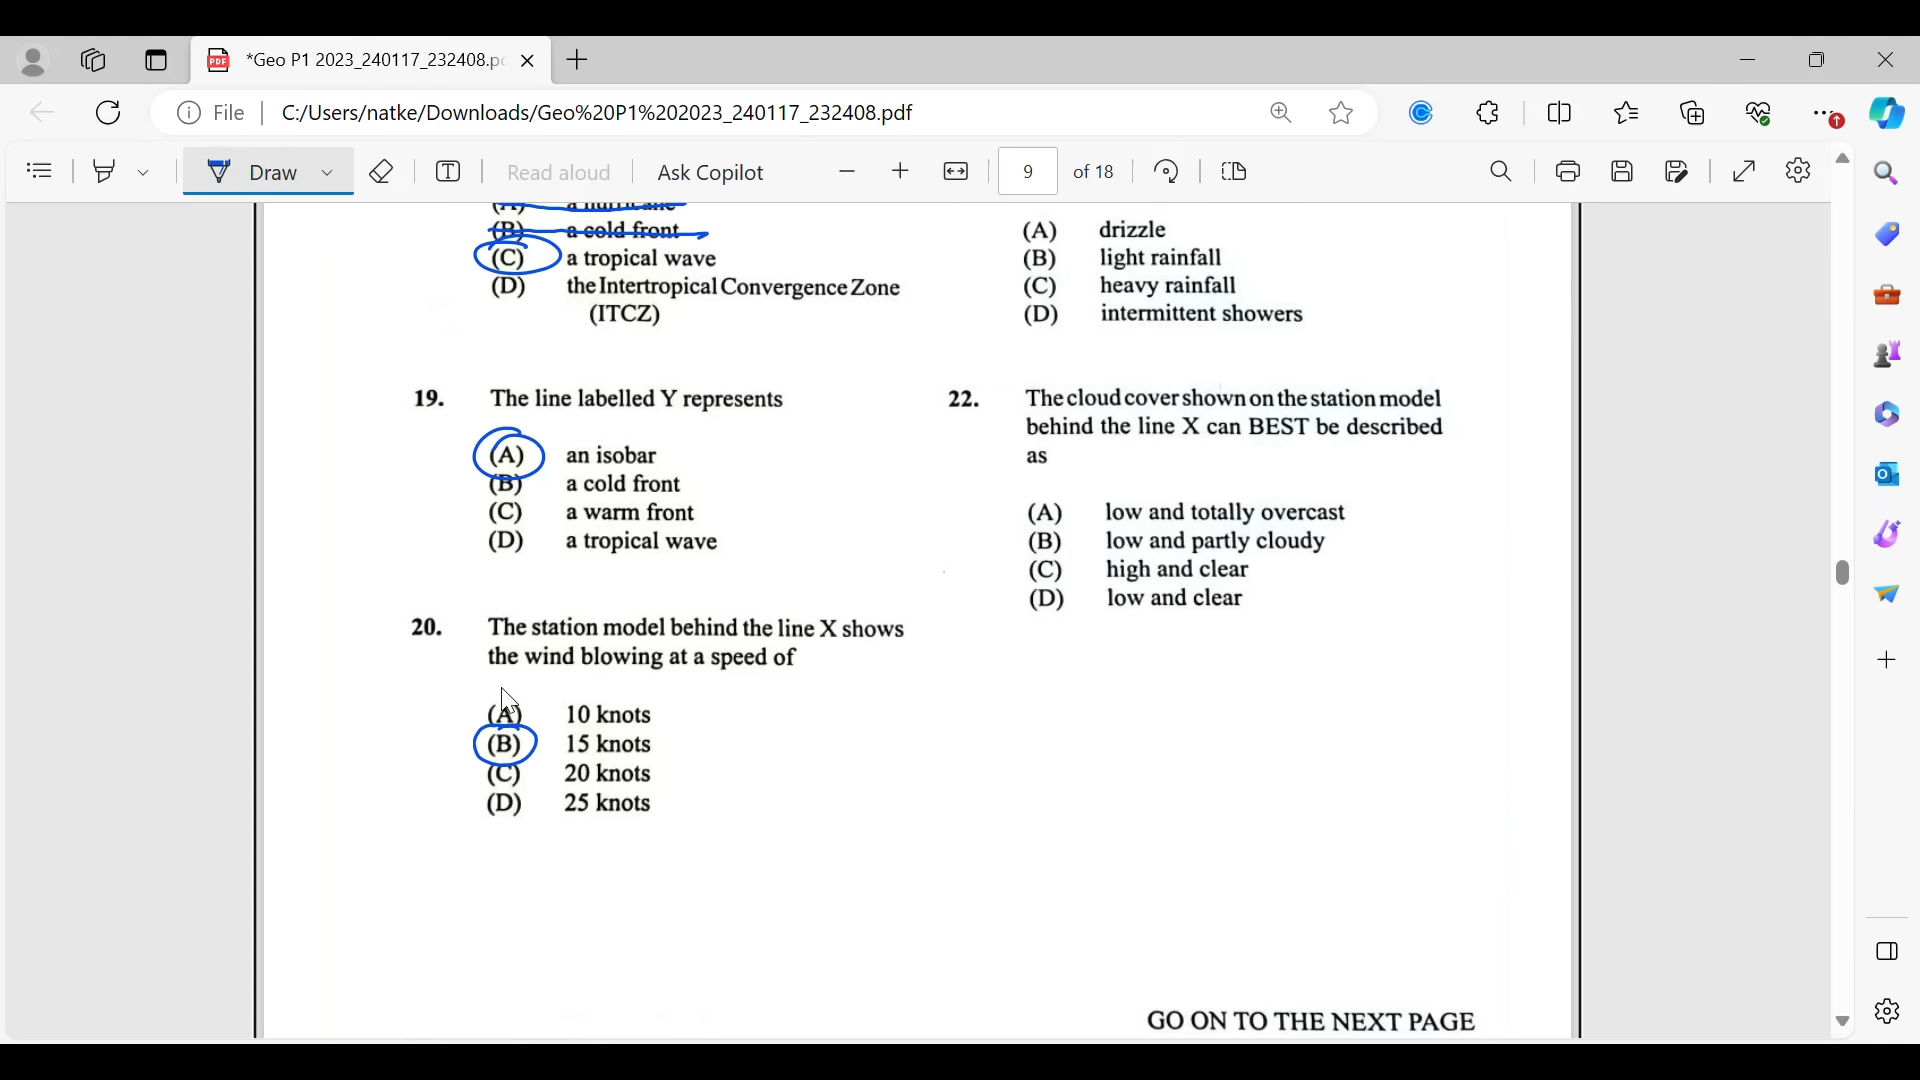 *Geo P1 2023_240117_232408.p
File
C:/Users/natke/Downloads/Geo%20P1%202023_240117_232408.pdf
Draw
Read aloud
Ask Copilot
9
of 18
(A) a hurricane
(B) a cold front
(C) a tropical wave
(D) the Intertropical Convergence Zone
(ITCZ)
19. The line labelled Y represents
(A) an isobar
(B) a cold front
(C) a warm front
(D) a tropical wave
20. The station model behind the line X shows
the wind blowing at a speed of
(A) 10 knots
(B) 15 knots
(C) 20 knots
(D) 25 knots
(A) drizzle
(B) light rainfall
(C) heavy rainfall
(D) intermittent showers
22. The cloud cover shown on the station model
behind the line X can BEST be described
as
(A) low and totally overcast
(B) low and partly cloudy
(C) high and clear
(D) low and clear
GO ON TO THE NEXT PAGE